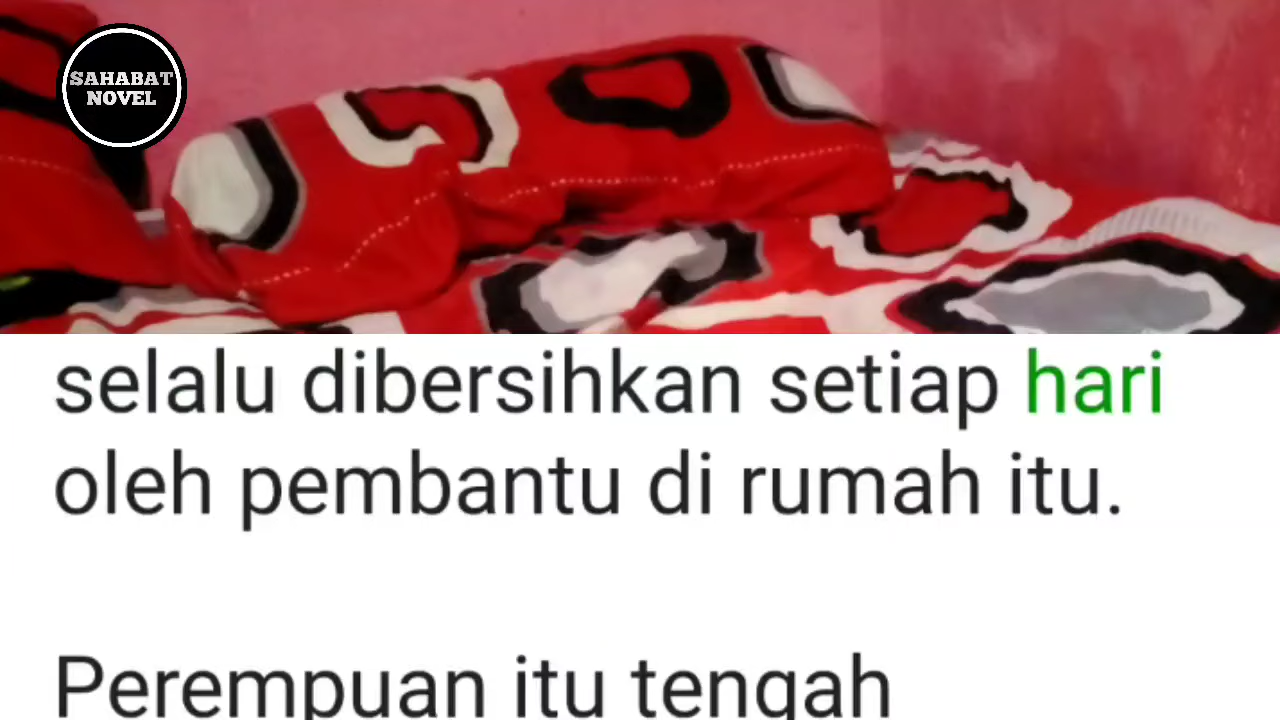 SAHABAT
NOVEL
selalu dibersihkan setiap hari
oleh pembantu di rumah itu.
Perempuan itu tengah